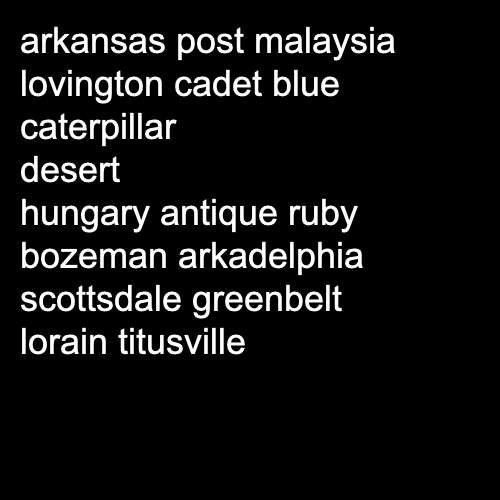 arkansas post malaysia
lovington cadet blue
caterpillar
desert
hungary antique ruby
bozeman arkadelphia
scottsdale greenbelt
lorain titusville